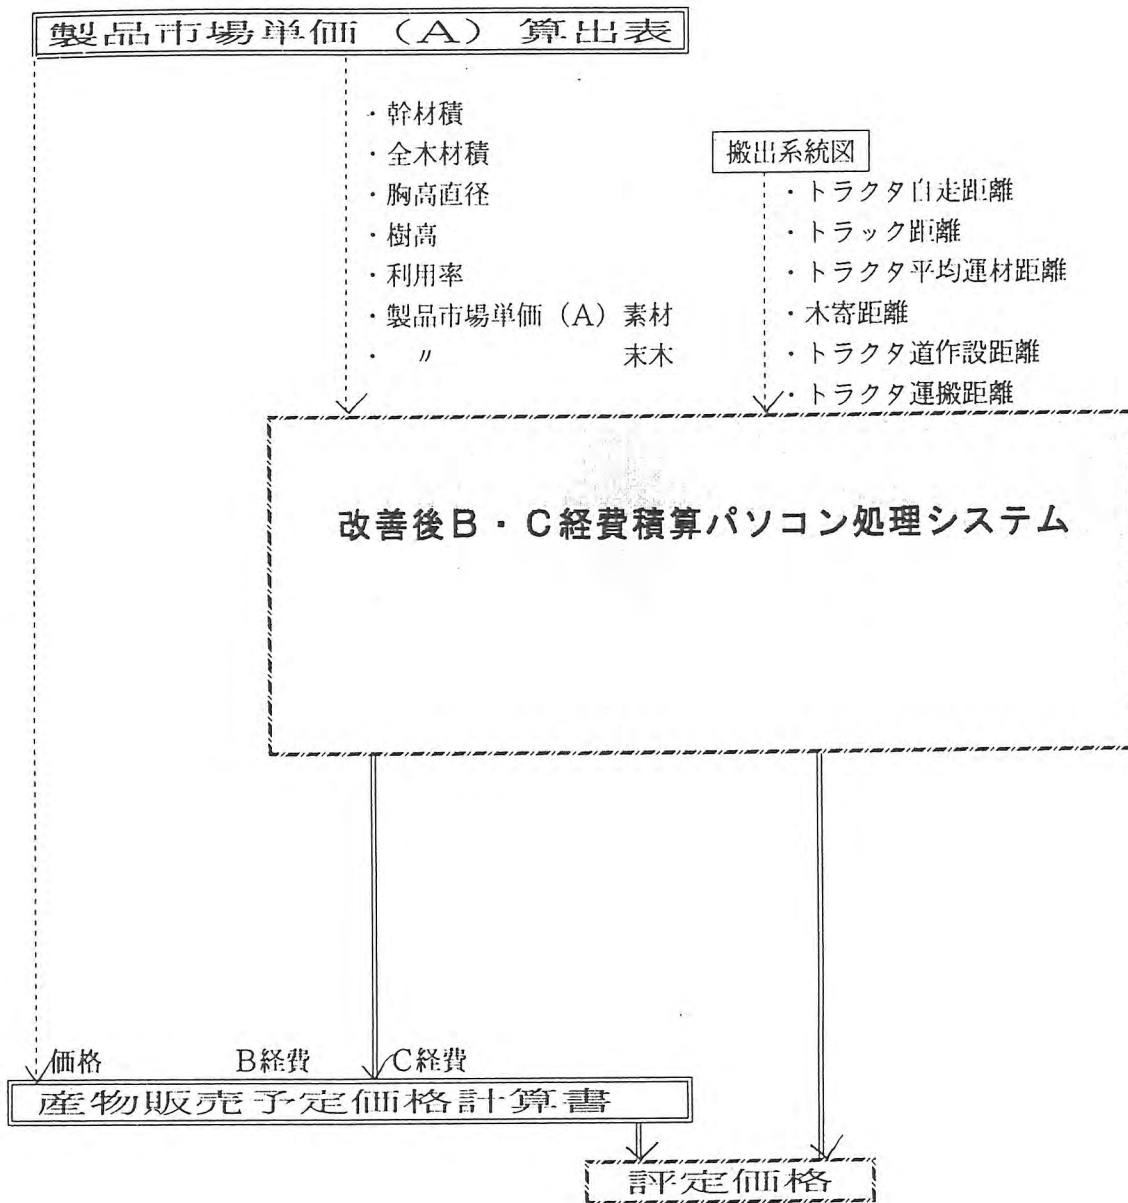 製品市場単価（A）算出表
・幹材積
・全木材積
・胸高直径
・樹高
・利用率
・製品市場単価（A）素材
・　〃　　　　　　末木
搬出系統図
・トラクタ自走距離
・トラック距離
・トラクタ平均運材距離
・木寄距離
・トラクタ道作設距離
・トラクタ運搬距離
改善後B・C経費積算パソコン処理システム
価格　B経費　C経費
産物販売予定価格計算書
評定価格